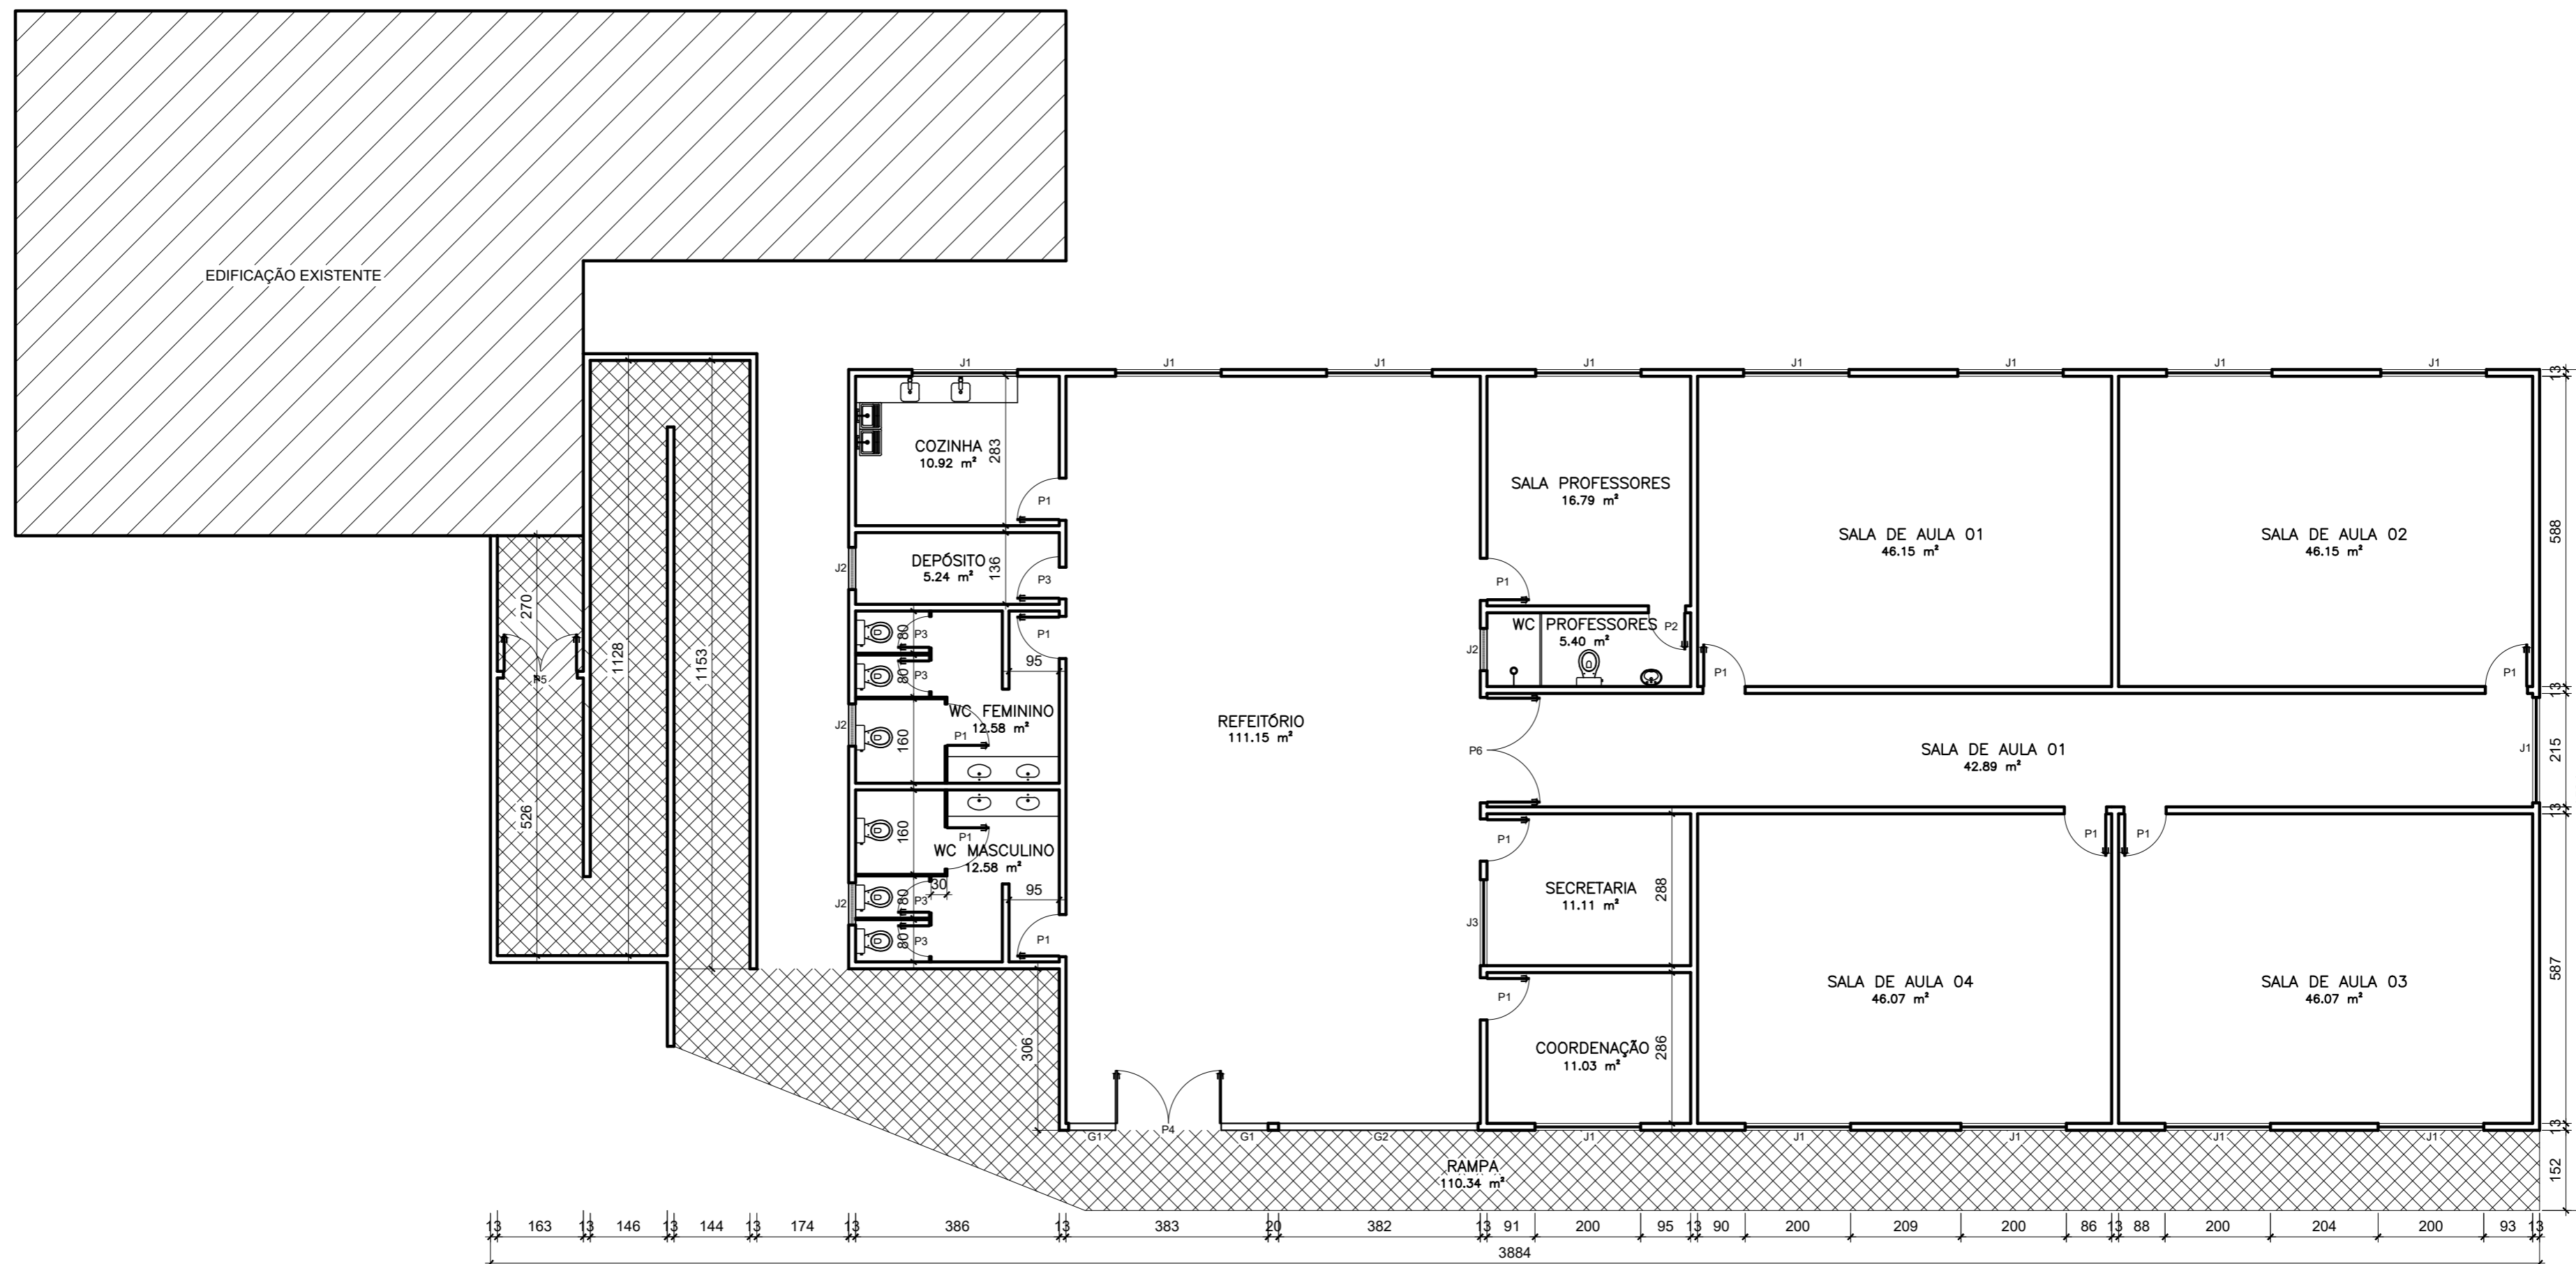 EDIFICAÇÃO EXISTENTE
J1
J1
J1
J1
J1
J1
J1
J1
13
COZINHA
10.92 m²
283
P1
SALA PROFESSORES
16.79 m²
SALA DE AULA 01
46.15 m²
SALA DE AULA 02
46.15 m²
588
DEPÓSITO
5.24 m²
136
J2
P3
P1
270
1128
1153
P5
80
P3
80
P3
P1
95
WC PROFESSORES
5.40 m²
P2
J2
P1
P1
13
J2
WC FEMININO
12.58 m²
P1
160
REFEITÓRIO
111.15 m²
P6
SALA DE AULA 01
42.89 m²
J1
215
526
160
P1
WC MASCULINO
12.58 m²
30
95
J2
80
P3
80
P3
P1
13
P1
P1
P1
SECRETARIA
11.11 m²
288
J3
P1
SALA DE AULA 04
46.07 m²
SALA DE AULA 03
46.07 m²
587
306
COORDENAÇÃO
11.03 m²
286
G1
P4
G1
G2
J1
J1
J1
J1
J1
13
RAMPA
110.34 m²
152
13 163 13 146 13 144 13 174 13 386 13 383 20 382 13 91 200 95 13 90 200 209 200 86 13 88 200 204 200 93 13
3884